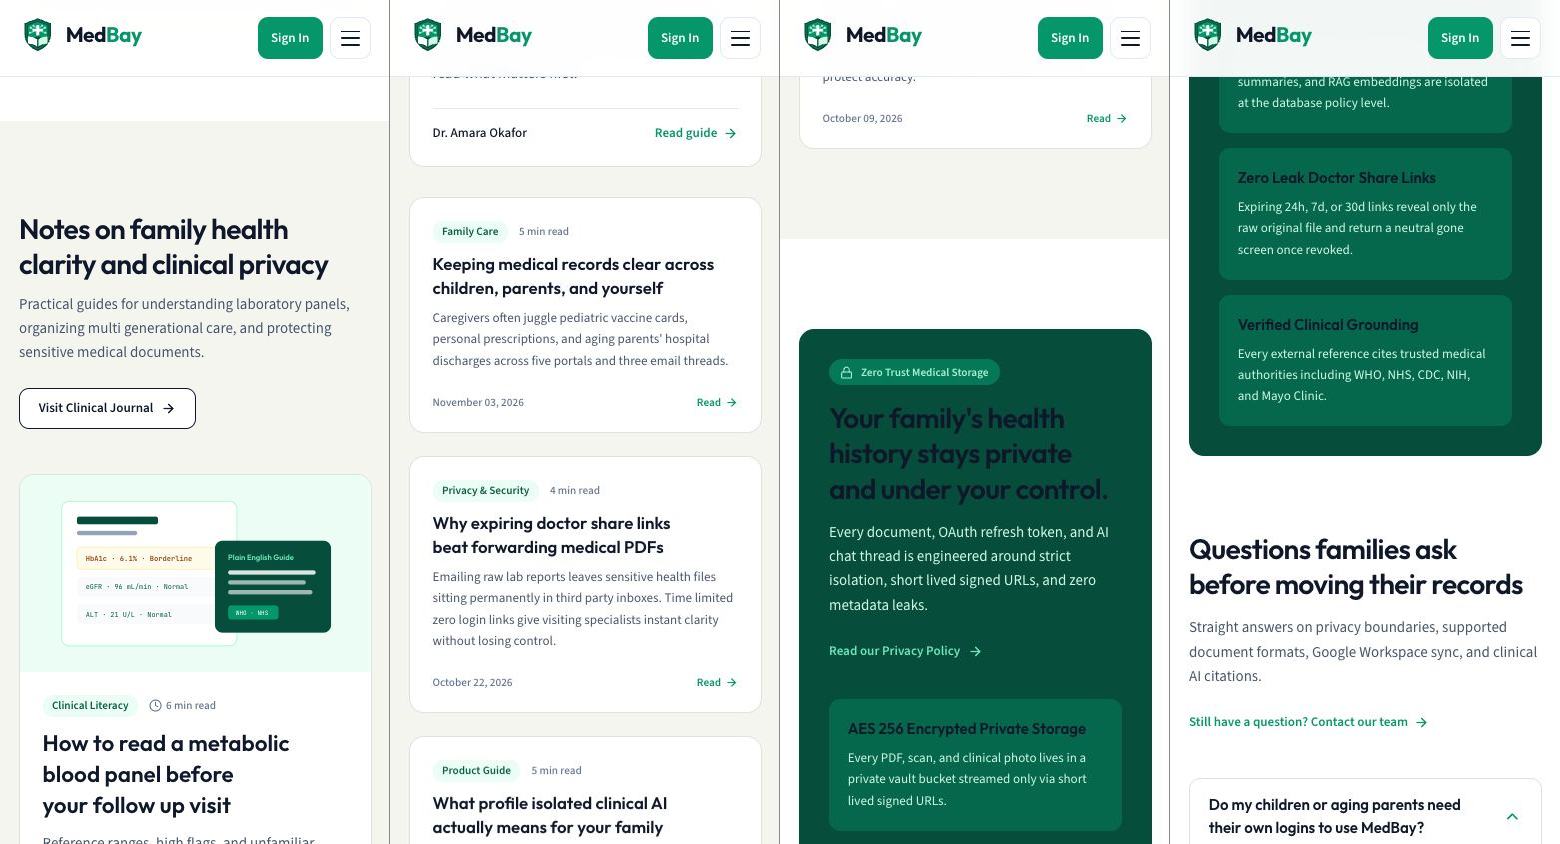 MedBay
Sign In
Notes on family health
clarity and clinical privacy
Practical guides for understanding laboratory panels,
organizing multi generational care, and protecting
sensitive medical documents.
Visit Clinical Journal
HbA1c · 6.1% · Borderline
eGFR · 96 mL/min · Normal
ALT · 21 U/L · Normal
Plain English Guide
WHO · NHS
Clinical Literacy
6 min read
How to read a metabolic
blood panel before
your follow up visit
Reference ranges, high flags, and unfamiliar
MedBay
Sign In
read what matters first.
Dr. Amara Okafor
Read guide
Family Care
5 min read
Keeping medical records clear across
children, parents, and yourself
Caregivers often juggle pediatric vaccine cards,
personal prescriptions, and aging parents' hospital
discharges across five portals and three email threads.
November 03, 2026
Read
Privacy & Security
4 min read
Why expiring doctor share links
beat forwarding medical PDFs
Emailing raw lab reports leaves sensitive health files
sitting permanently in third party inboxes. Time limited
zero login links give visiting specialists instant clarity
without losing control.
October 22, 2026
Read
Product Guide
5 min read
What profile isolated clinical AI
actually means for your family
MedBay
Sign In
protect accuracy.
October 09, 2026
Read
Zero Trust Medical Storage
Your family's health
history stays private
and under your control.
Every document, OAuth refresh token, and AI
chat thread is engineered around strict
isolation, short lived signed URLs, and zero
metadata leaks.
Read our Privacy Policy
AES 256 Encrypted Private Storage
Every PDF, scan, and clinical photo lives in a
private vault bucket streamed only via short
lived signed URLs.
MedBay
Sign In
summaries, and RAG embeddings are isolated
at the database policy level.
Zero Leak Doctor Share Links
Expiring 24h, 7d, or 30d links reveal only the
raw original file and return a neutral gone
screen once revoked.
Verified Clinical Grounding
Every external reference cites trusted medical
authorities including WHO, NHS, CDC, NIH,
and Mayo Clinic.
Questions families ask
before moving their records
Straight answers on privacy boundaries, supported
document formats, Google Workspace sync, and clinical
AI citations.
Still have a question? Contact our team
Do my children or aging parents need
their own logins to use MedBay?